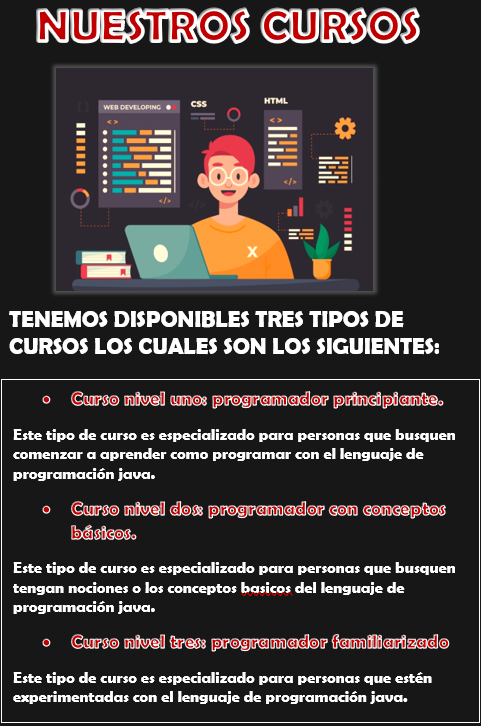 NUESTROS CURSOS
WEB DEVELOPING
CSS
HTML
< >
< >
</>
</>
X
TENEMOS DISPONIBLES TRES TIPOS DE
CURSOS LOS CUALES SON LOS SIGUIENTES:
• Curso nivel uno: programador principiante.
Este tipo de curso es especializado para personas que busquen
comenzar a aprender como programar con el lenguaje de
programación java.
• Curso nivel dos: programador con conceptos
básicos.
Este tipo de curso es especializado para personas que busquen
tengan nociones o los conceptos basicos del lenguaje de
programación java.
• Curso nivel tres: programador familiarizado
Este tipo de curso es especializado para personas que estén
experimentadas con el lenguaje de programación java.